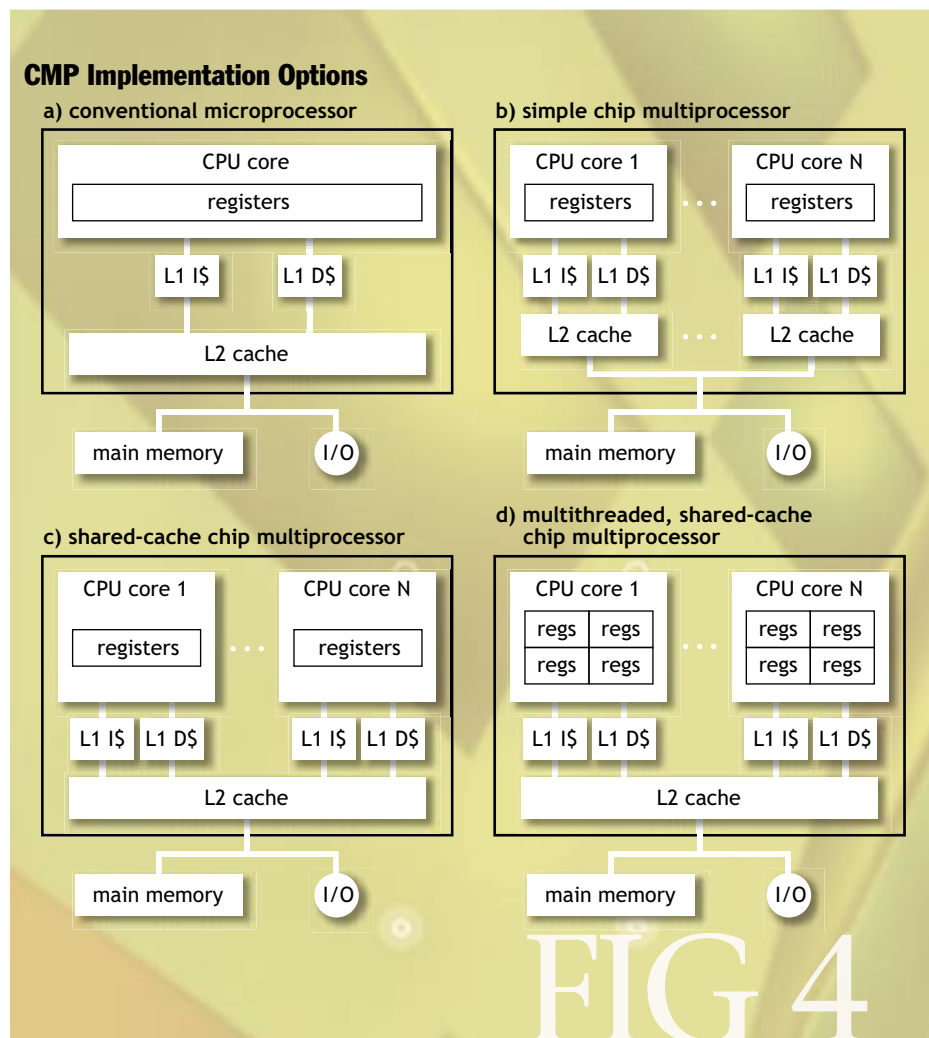 CMP Implementation Options
a) conventional microprocessor
CPU core
registers
L1 I$ L1 D$
L2 cache
main memory I/O
b) simple chip multiprocessor
CPU core 1 CPU core N
registers ... registers
L1 I$ L1 D$ L1 I$ L1 D$
L2 cache ... L2 cache
main memory I/O
c) shared-cache chip multiprocessor
CPU core 1 CPU core N
registers ... registers
L1 I$ L1 D$ L1 I$ L1 D$
L2 cache
main memory I/O
d) multithreaded, shared-cache
chip multiprocessor
CPU core 1 CPU core N
regs regs regs regs
...
regs regs regs regs
L1 I$ L1 D$ L1 I$ L1 D$
L2 cache
main memory I/O
FIG 4